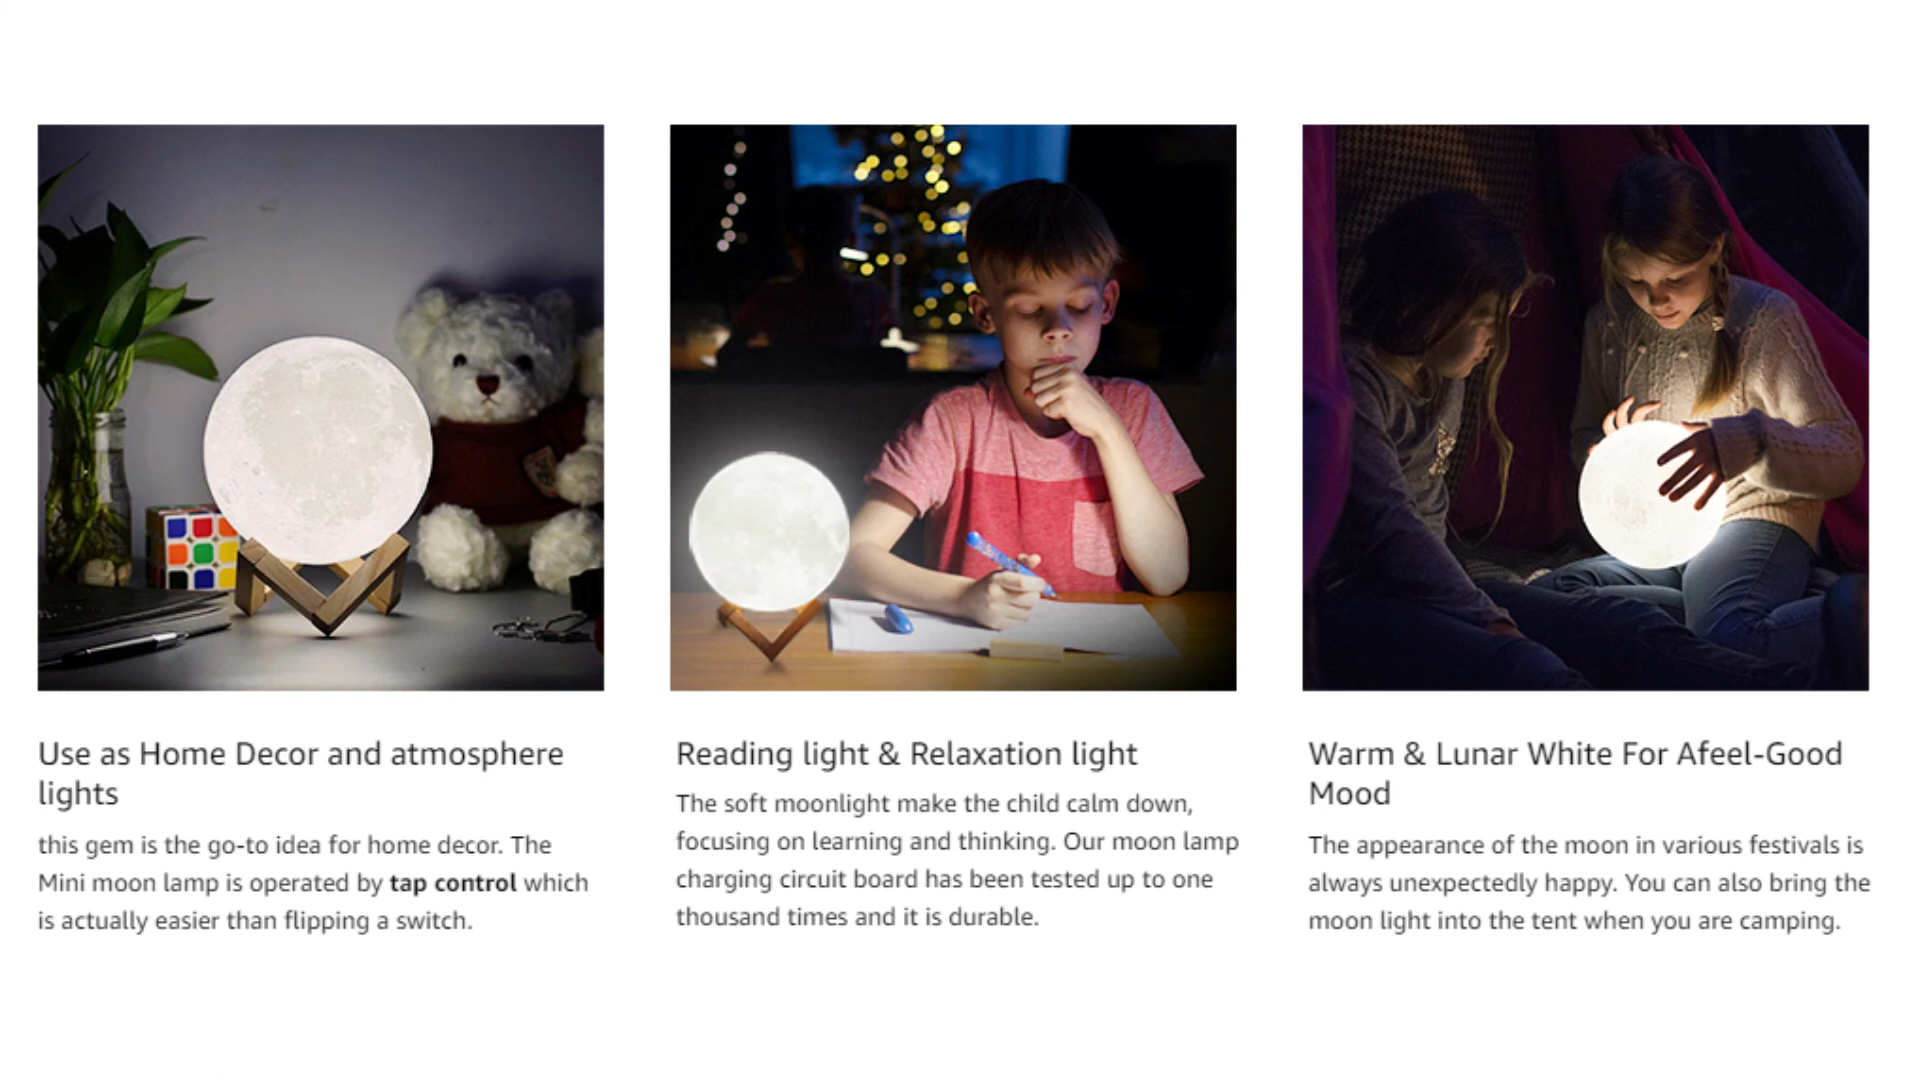 Use as Home Decor and atmosphere
lights
this gem is the go-to idea for home decor. The
Mini moon lamp is operated by tap control which
is actually easier than flipping a switch.
Reading light & Relaxation light
The soft moonlight make the child calm down,
focusing on learning and thinking. Our moon lamp
charging circuit board has been tested up to one
thousand times and it is durable.
Warm & Lunar White For Afeel-Good
Mood
The appearance of the moon in various festivals is
always unexpectedly happy. You can also bring the
moon light into the tent when you are camping.